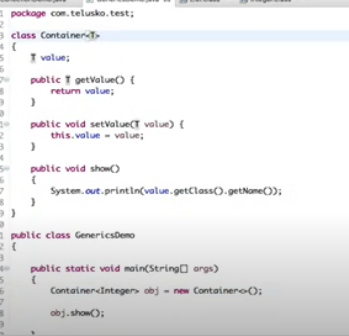 package com.telusko.test;
class Container<T>
{
T value;
public T getValue() {
return value;
}
public void setValue(T value) {
this.value = value;
}
public void show()
{
System.out.println(value.getClass().getName());
}
}
public class GenericsDemo
{
public static void main(String[] args)
{
Container<Integer> obj = new Container<>();
obj.show();